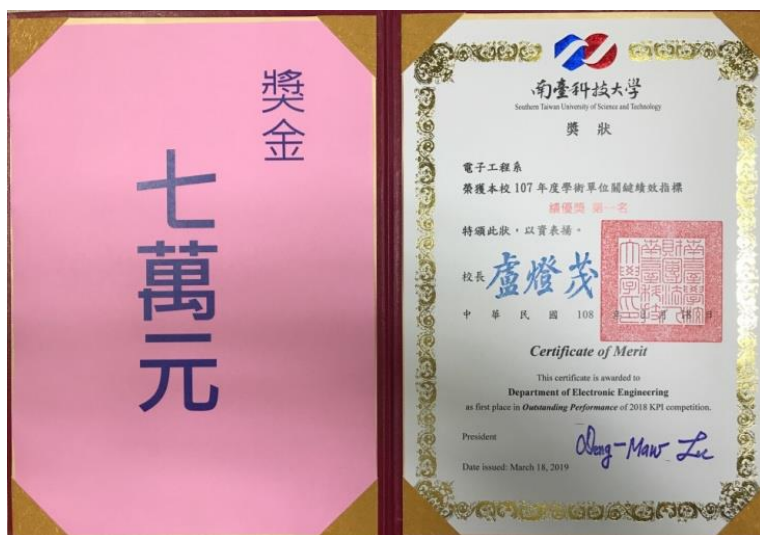 獎金
七萬元
南臺科技大學
Southern Taiwan University of Science and Technology
獎 狀
電子工程系
榮獲本校 107 年度學術單位關鍵績效指標
績優獎 第一名
特頒此狀，以資表揚。
校長 盧燈茂
中 華 民 國 108
Certificate of Merit
This certificate is awarded to
Department of Electronic Engineering
as first place in Outstanding Performance of 2018 KPI competition.
President Deng-Maw Lu
Date issued: March 18, 2019